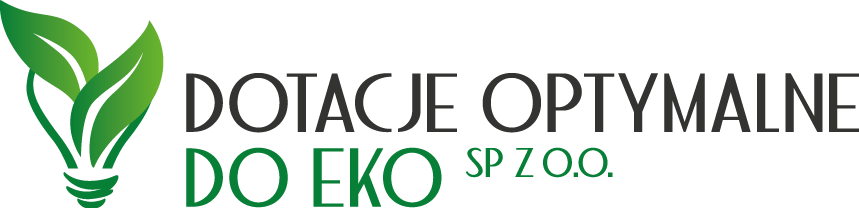 DOTACJE OPTYMALNE
DO EKO SP Z O.O.